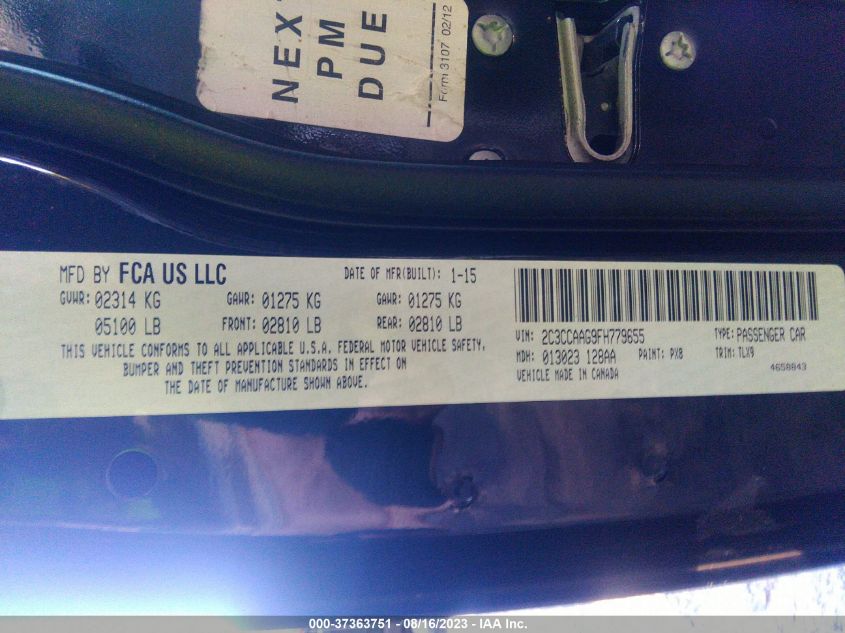 NEXT
PM
DUE
Form 3107 02/12
MFD BY FCA US LLC
DATE OF MFR(BUILT): 1-15
GVWR: 02314 KG
GAWR: 01275 KG
GAWR: 01275 KG
05100 LB
FRONT: 02810 LB
REAR: 02810 LB
THIS VEHICLE CONFORMS TO ALL APPLICABLE U.S.A. FEDERAL MOTOR VEHICLE SAFETY,
BUMPER AND THEFT PREVENTION STANDARDS IN EFFECT ON
THE DATE OF MANUFACTURE SHOWN ABOVE.
VIN: 2C3CCAAG9FH779655
TYPE: PASSENGER CAR
MDH: 013023 128AA
PAINT: PX8
TRIM: TLX9
VEHICLE MADE IN CANADA
4658843
000-37363751 - 08/16/2023 - IAA Inc.